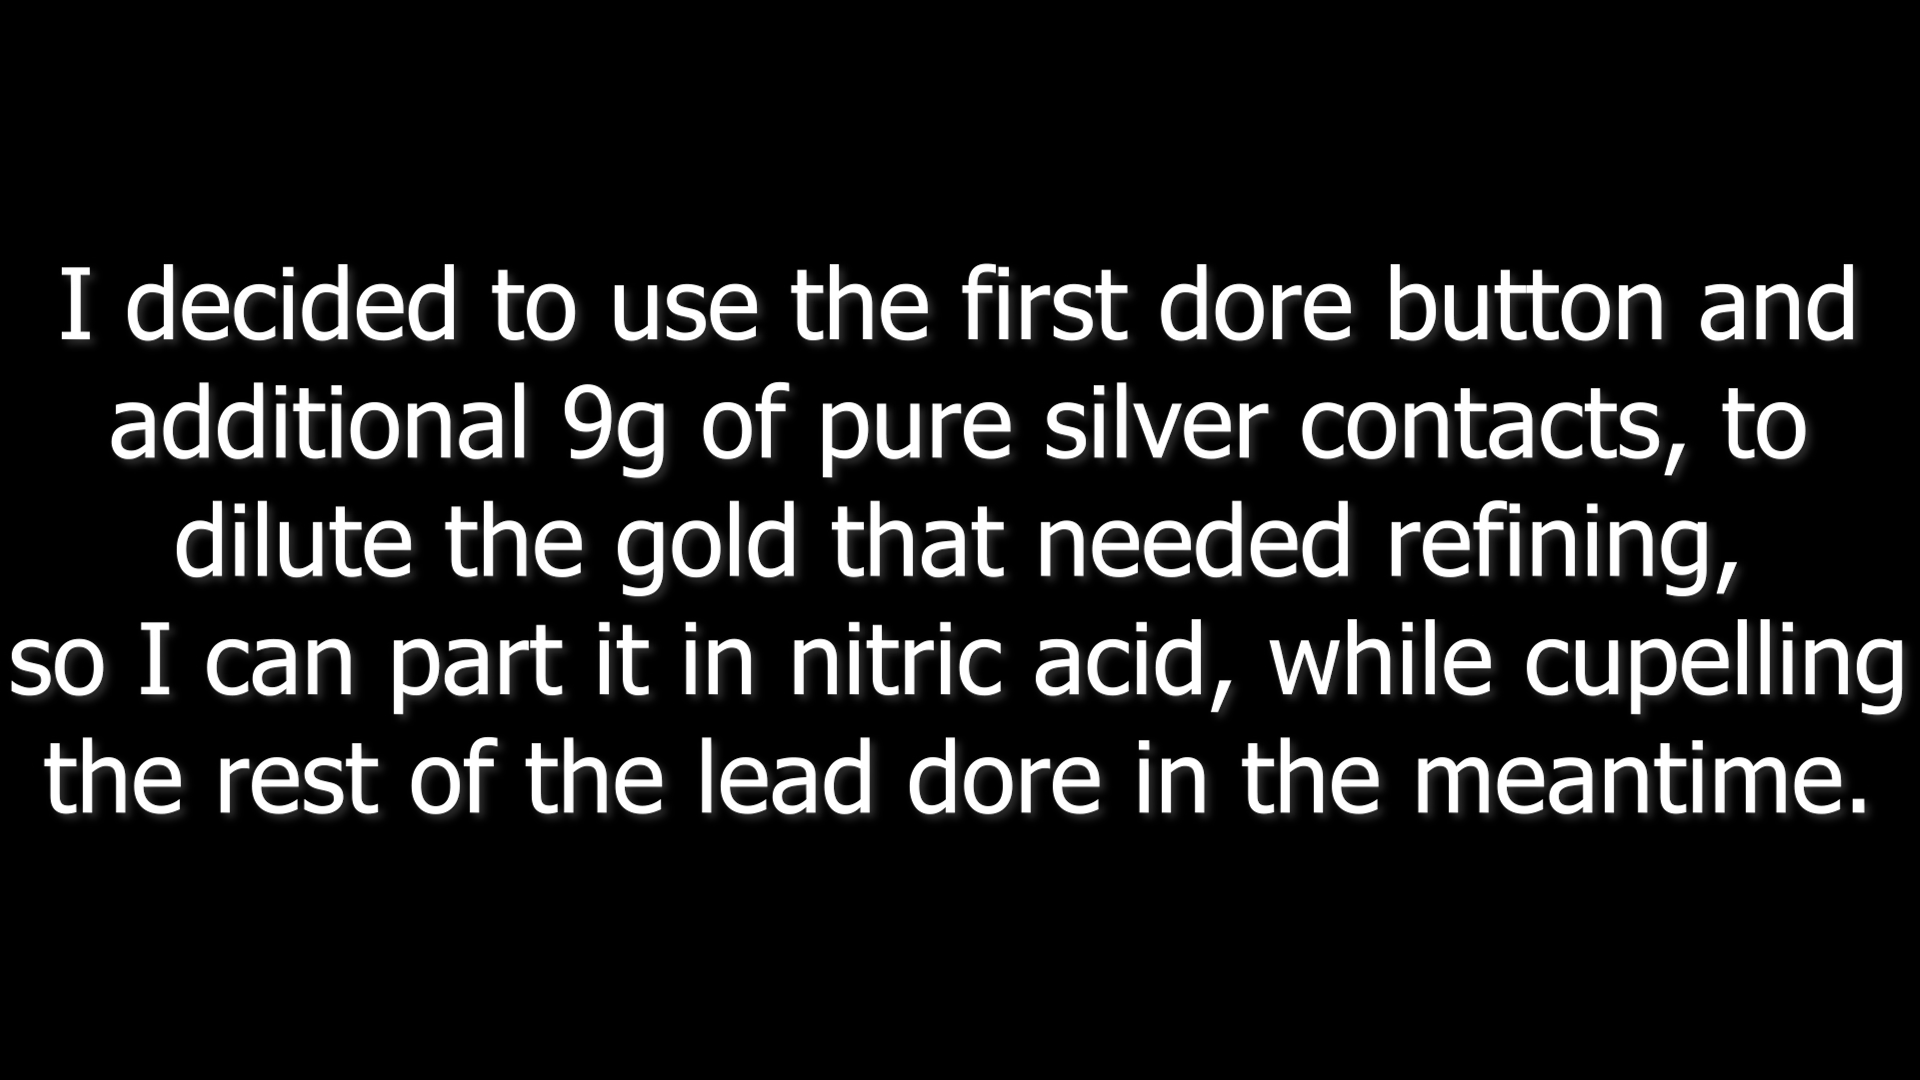 I decided to use the first dore button and
additional 9g of pure silver contacts, to
dilute the gold that needed refining,
so I can part it in nitric acid, while cupelling
the rest of the lead dore in the meantime.